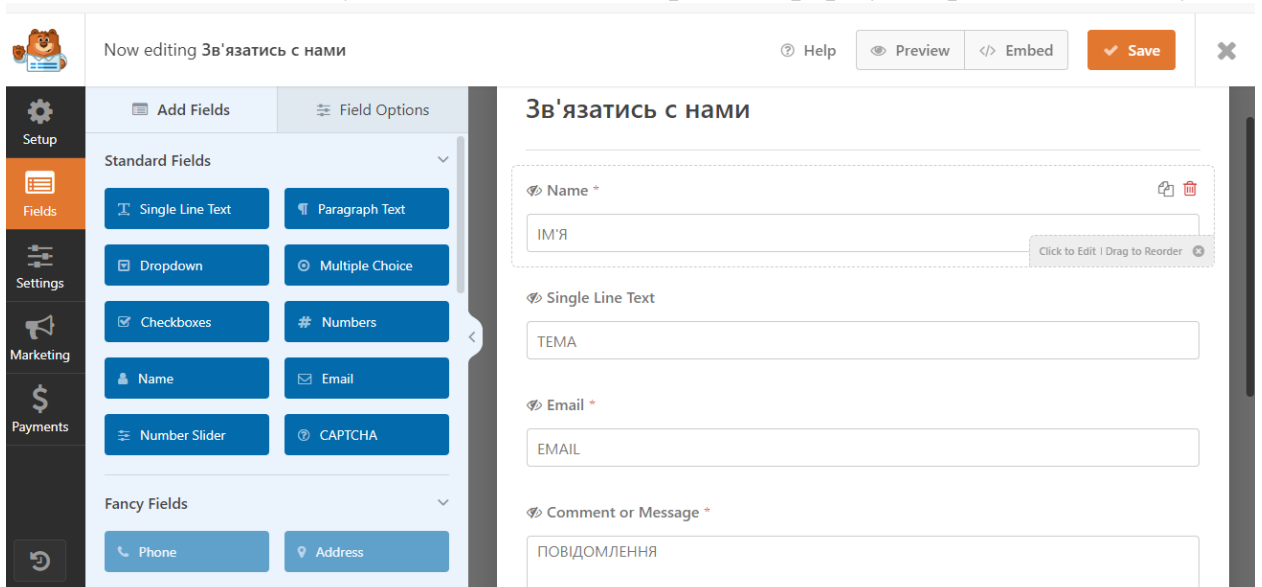 Now editing Зв'язатись с нами
Help
Preview
</> Embed
Save
Setup
Fields
Settings
Marketing
Payments
Add Fields
Field Options
Standard Fields
Single Line Text
Paragraph Text
Dropdown
Multiple Choice
Checkboxes
# Numbers
Name
Email
Number Slider
CAPTCHA
Fancy Fields
Phone
Address
Зв'язатись с нами
Name *
ІМ'Я
Click to Edit | Drag to Reorder
Single Line Text
ТЕМА
Email *
EMAIL
Comment or Message *
ПОВІДОМЛЕННЯ